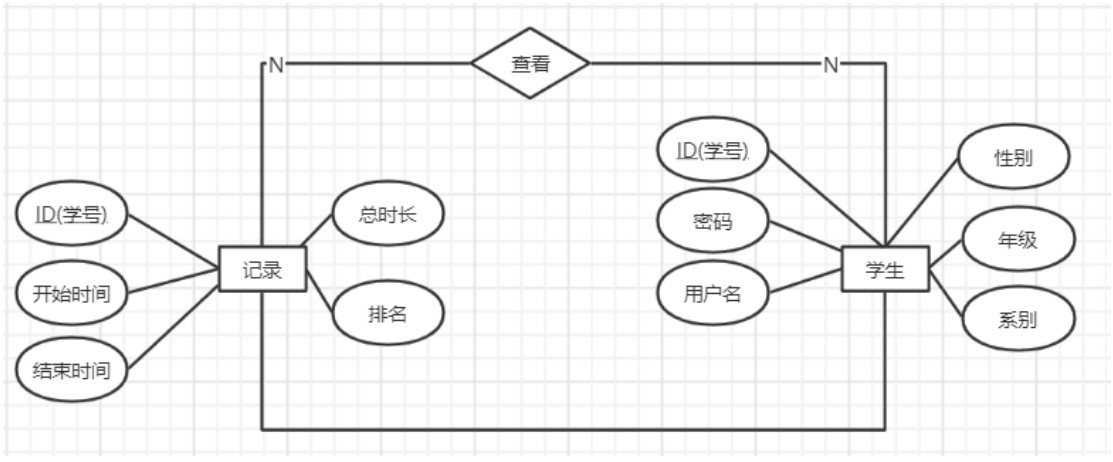 N
查看
N
ID(学号)
性别
ID(学号)
总时长
密码
年级
记录
学生
开始时间
排名
用户名
系别
结束时间